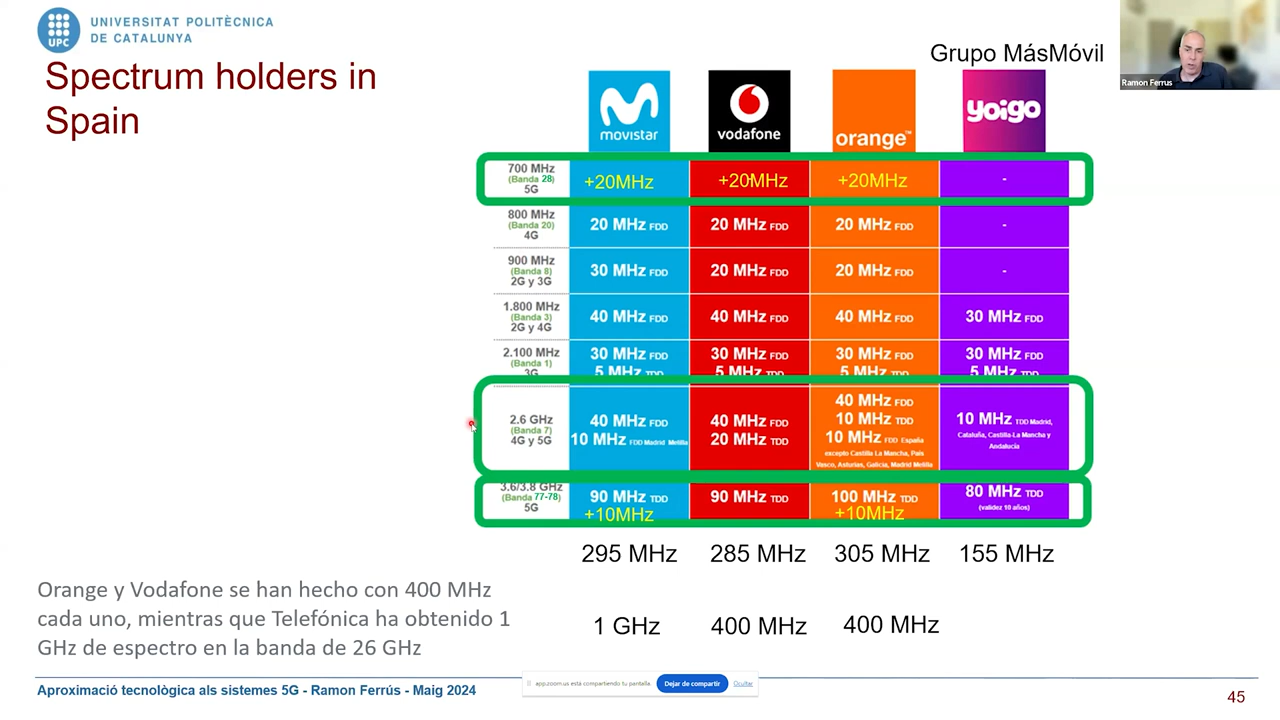 UNIVERSITAT POLITÈCNICA
DE CATALUNYA
UPC
Spectrum holders in
Spain
Grupo MásMóvil
Ramon Ferrus
movistar
vodafone
orange™
yoigo
700 MHz
(Banda 28)
5G
+20MHz
+20MHz
+20MHz
-
800 MHz
(Banda 20)
4G
20 MHz FDD
20 MHz FDD
20 MHz FDD
-
900 MHz
(Banda 8)
2G y 3G
30 MHz FDD
20 MHz FDD
20 MHz FDD
-
1.800 MHz
(Banda 3)
2G y 4G
40 MHz FDD
40 MHz FDD
40 MHz FDD
30 MHz FDD
2.100 MHz
(Banda 1)
3G
30 MHz FDD
5 MHz TDD
30 MHz FDD
5 MHz TDD
30 MHz FDD
5 MHz TDD
30 MHz FDD
5 MHz TDD
2.6 GHz
(Banda 7)
4G y 5G
40 MHz FDD
10 MHz FDD Madrid Melilla
40 MHz FDD
20 MHz TDD
40 MHz FDD
10 MHz TDD
10 MHz FDD España
excepto Castilla La Mancha, País
Vasco, Asturias, Galicia, Madrid Melilla
10 MHz TDD Madrid,
Cataluña, Castilla-La Mancha y
Andalucía
3.6/3.8 GHz
(Banda 77-78)
5G
90 MHz TDD
+10MHz
90 MHz TDD
100 MHz TDD
+10MHz
80 MHz TDD
(validez 10 años)
295 MHz
285 MHz
305 MHz
155 MHz
1 GHz
400 MHz
400 MHz
Orange y Vodafone se han hecho con 400 MHz
cada uno, mientras que Telefónica ha obtenido 1
GHz de espectro en la banda de 26 GHz
Aproximació tecnològica als sistemes 5G - Ramon Ferrús - Maig 2024
app.zoom.us está compartiendo tu pantalla.
Dejar de compartir
Ocultar
45